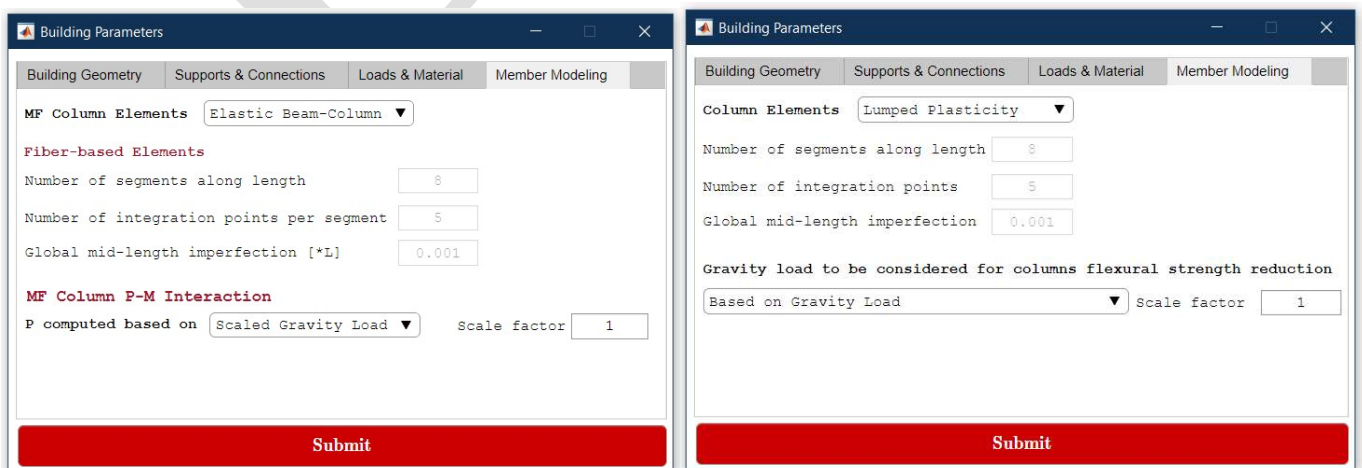 Building Parameters
Building Geometry Supports & Connections Loads & Material Member Modeling
MF Column Elements Elastic Beam-Column ▼
Fiber-based Elements
Number of segments along length 8
Number of integration points per segment 5
Global mid-length imperfection [*L] 0.001
MF Column P-M Interaction
P computed based on Scaled Gravity Load ▼ Scale factor 1
Submit
Building Parameters
Building Geometry Supports & Connections Loads & Material Member Modeling
Column Elements Lumped Plasticity ▼
Number of segments along length 8
Number of integration points 5
Global mid-length imperfection 0.001
Gravity load to be considered for columns flexural strength reduction
Based on Gravity Load ▼ Scale factor 1
Submit